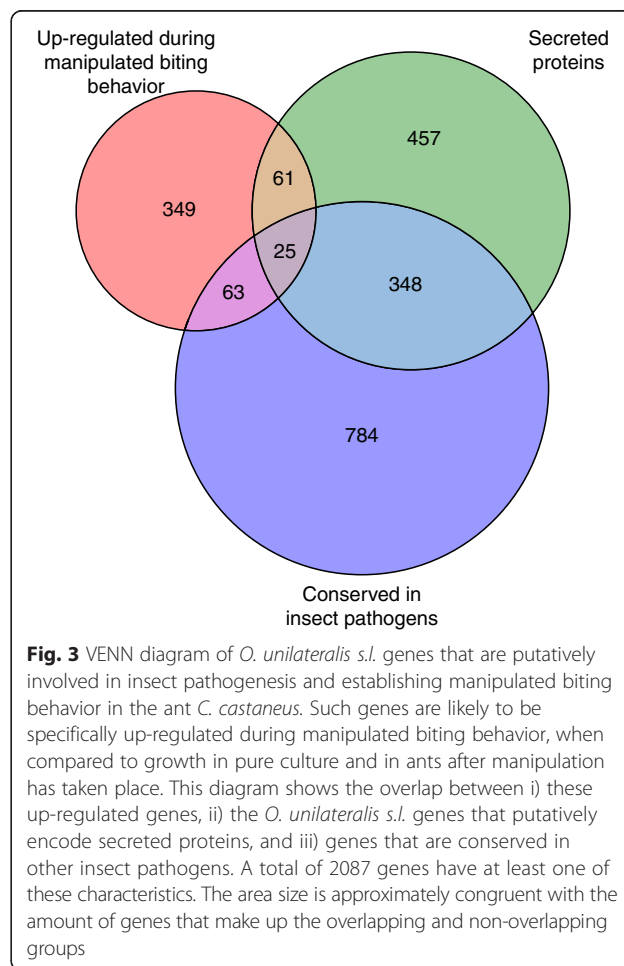 Up-regulated during
manipulated biting
behavior
Secreted
proteins
457
61
349
25
348
63
784
Conserved in
insect pathogens
Fig. 3 VENN diagram of O. unilateralis s.l. genes that are putatively
involved in insect pathogenesis and establishing manipulated biting
behavior in the ant C. castaneus. Such genes are likely to be
specifically up-regulated during manipulated biting behavior, when
compared to growth in pure culture and in ants after manipulation
has taken place. This diagram shows the overlap between i) these
up-regulated genes, ii) the O. unilateralis s.l. genes that putatively
encode secreted proteins, and iii) genes that are conserved in
other insect pathogens. A total of 2087 genes have at least one of
these characteristics. The area size is approximately congruent with the
amount of genes that make up the overlapping and non-overlapping
groups